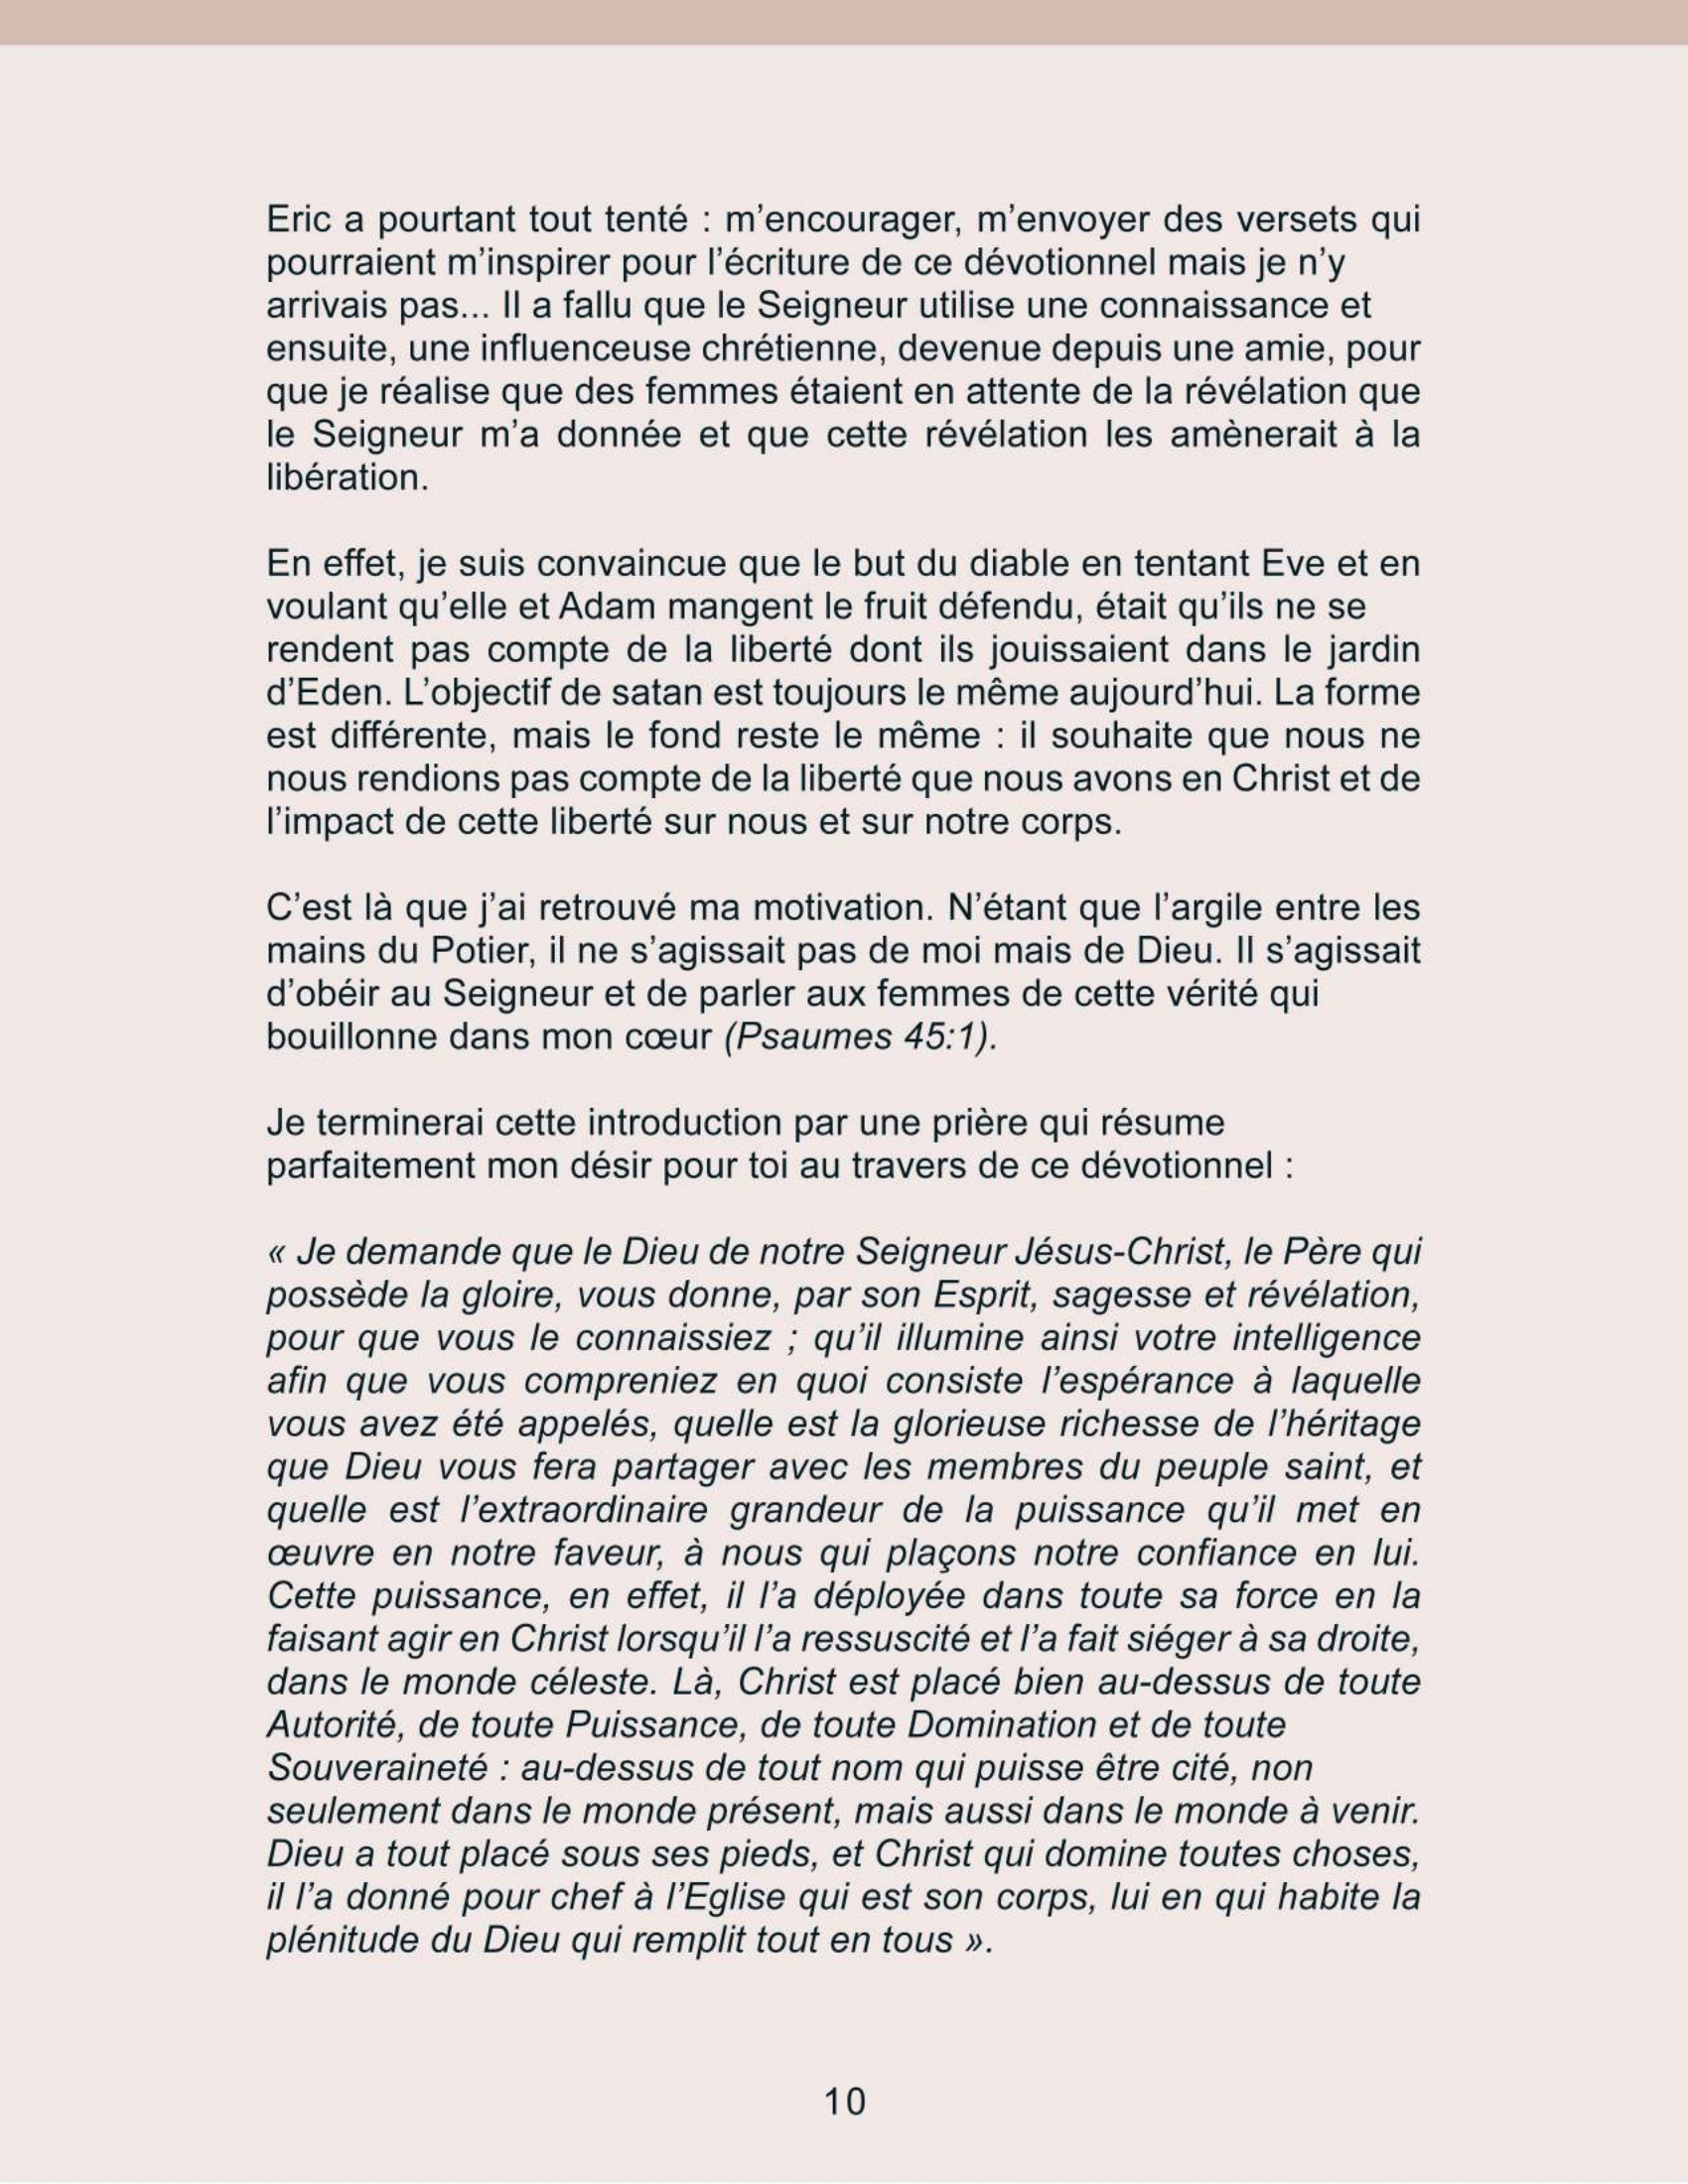 Eric a pourtant tout tenté : m’encourager, m’envoyer des versets qui
pourraient m’inspirer pour l’écriture de ce dévotionnel mais je n’y
arrivais pas... Il a fallu que le Seigneur utilise une connaissance et
ensuite, une influenceuse chrétienne, devenue depuis une amie, pour
que je réalise que des femmes étaient en attente de la révélation que
le Seigneur m’a donnée et que cette révélation les amènerait à la
libération.
En effet, je suis convaincue que le but du diable en tentant Eve et en
voulant qu’elle et Adam mangent le fruit défendu, était qu’ils ne se
rendent pas compte de la liberté dont ils jouissaient dans le jardin
d’Eden. L’objectif de satan est toujours le même aujourd’hui. La forme
est différente, mais le fond reste le même : il souhaite que nous ne
nous rendions pas compte de la liberté que nous avons en Christ et de
l’impact de cette liberté sur nous et sur notre corps.
C’est là que j’ai retrouvé ma motivation. N’étant que l’argile entre les
mains du Potier, il ne s’agissait pas de moi mais de Dieu. Il s’agissait
d’obéir au Seigneur et de parler aux femmes de cette vérité qui
bouillonne dans mon cœur (Psaumes 45:1).
Je terminerai cette introduction par une prière qui résume
parfaitement mon désir pour toi au travers de ce dévotionnel :
« Je demande que le Dieu de notre Seigneur Jésus-Christ, le Père qui
possède la gloire, vous donne, par son Esprit, sagesse et révélation,
pour que vous le connaissiez ; qu’il illumine ainsi votre intelligence
afin que vous compreniez en quoi consiste l’espérance à laquelle
vous avez été appelés, quelle est la glorieuse richesse de l’héritage
que Dieu vous fera partager avec les membres du peuple saint, et
quelle est l’extraordinaire grandeur de la puissance qu’il met en
œuvre en notre faveur, à nous qui plaçons notre confiance en lui.
Cette puissance, en effet, il l’a déployée dans toute sa force en la
faisant agir en Christ lorsqu’il l’a ressuscité et l’a fait siéger à sa droite,
dans le monde céleste. Là, Christ est placé bien au-dessus de toute
Autorité, de toute Puissance, de toute Domination et de toute
Souveraineté : au-dessus de tout nom qui puisse être cité, non
seulement dans le monde présent, mais aussi dans le monde à venir.
Dieu a tout placé sous ses pieds, et Christ qui domine toutes choses,
il l’a donné pour chef à l’Eglise qui est son corps, lui en qui habite la
plénitude du Dieu qui remplit tout en tous ».
10